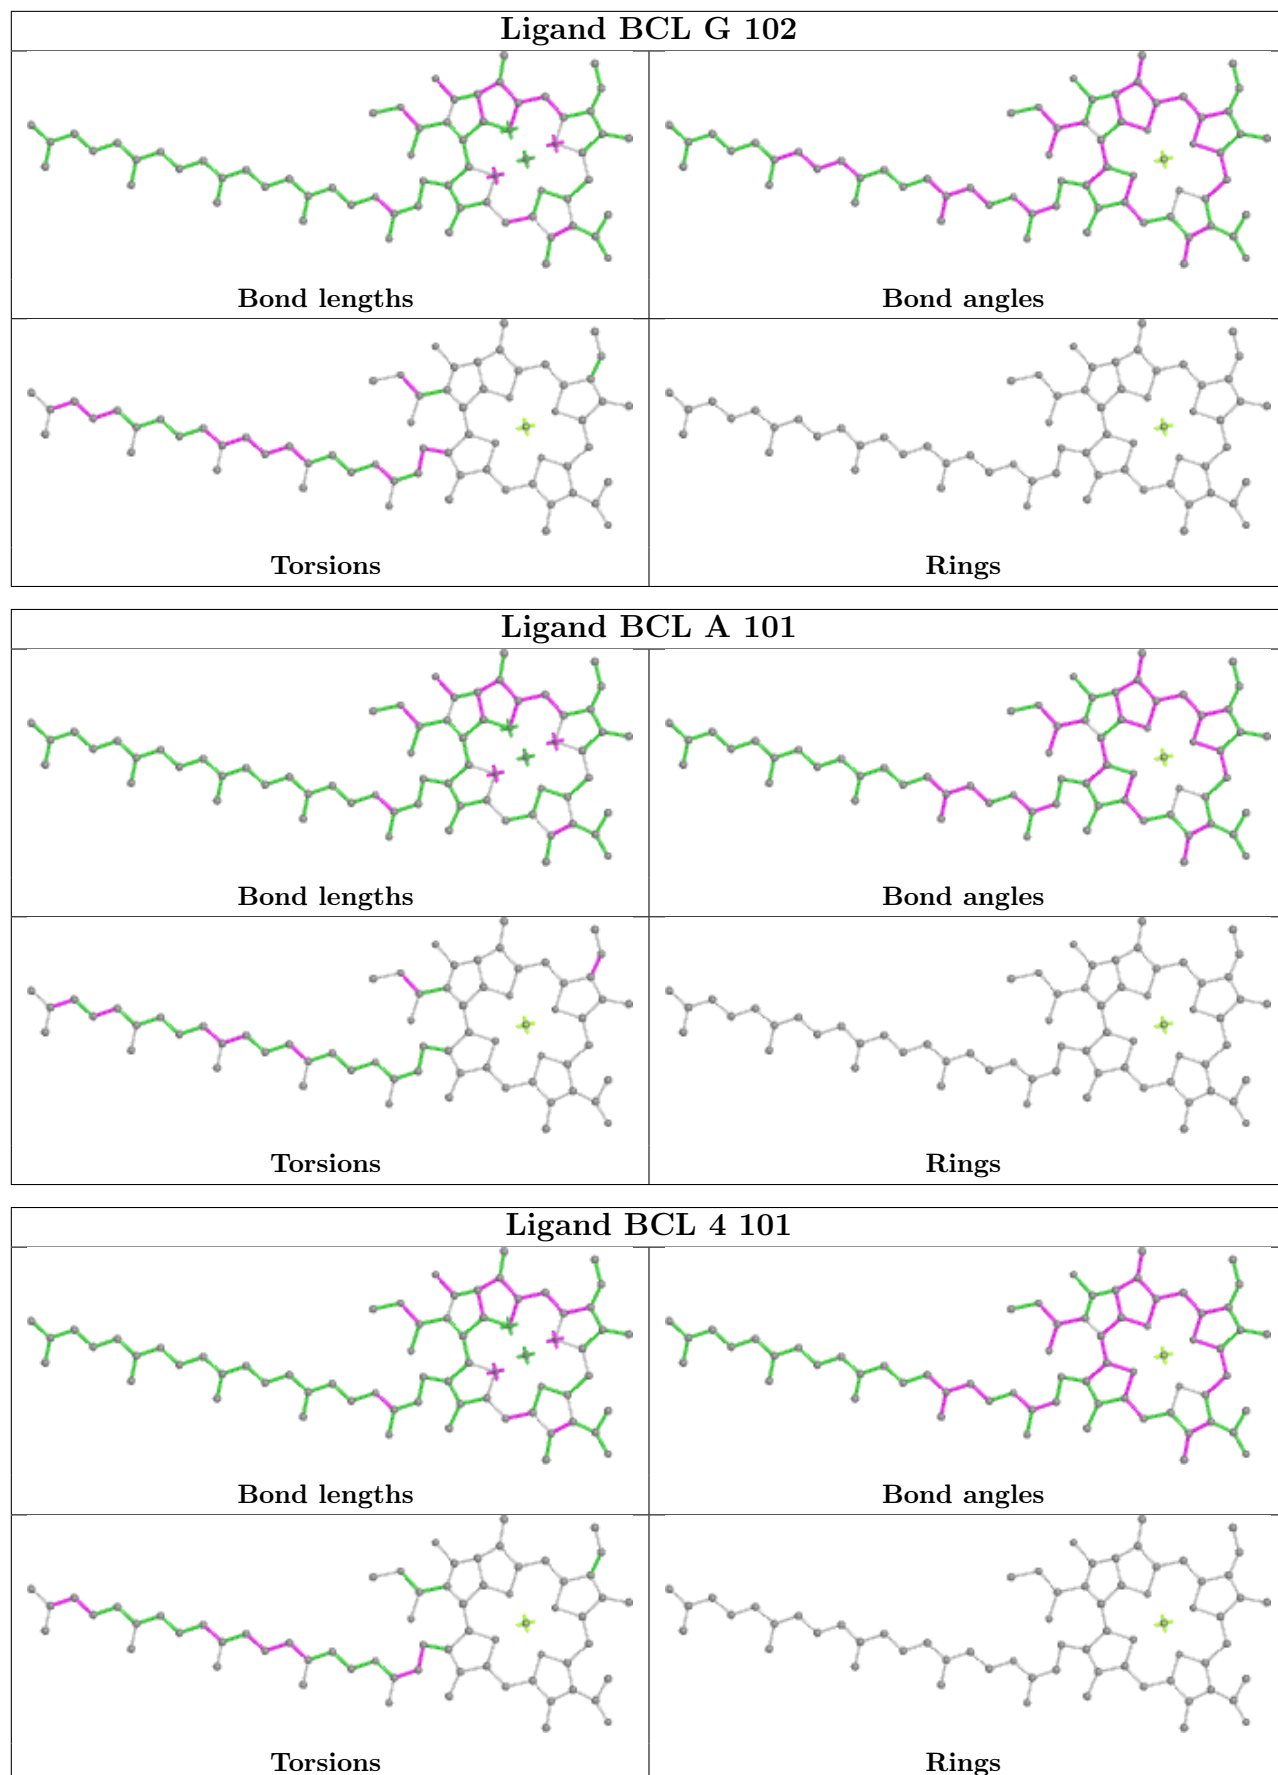 Ligand BCL G 102
Bond lengths
Bond angles
Torsions
Rings
Ligand BCL A 101
Bond lengths
Bond angles
Torsions
Rings
Ligand BCL 4 101
Bond lengths
Bond angles
Torsions
Rings